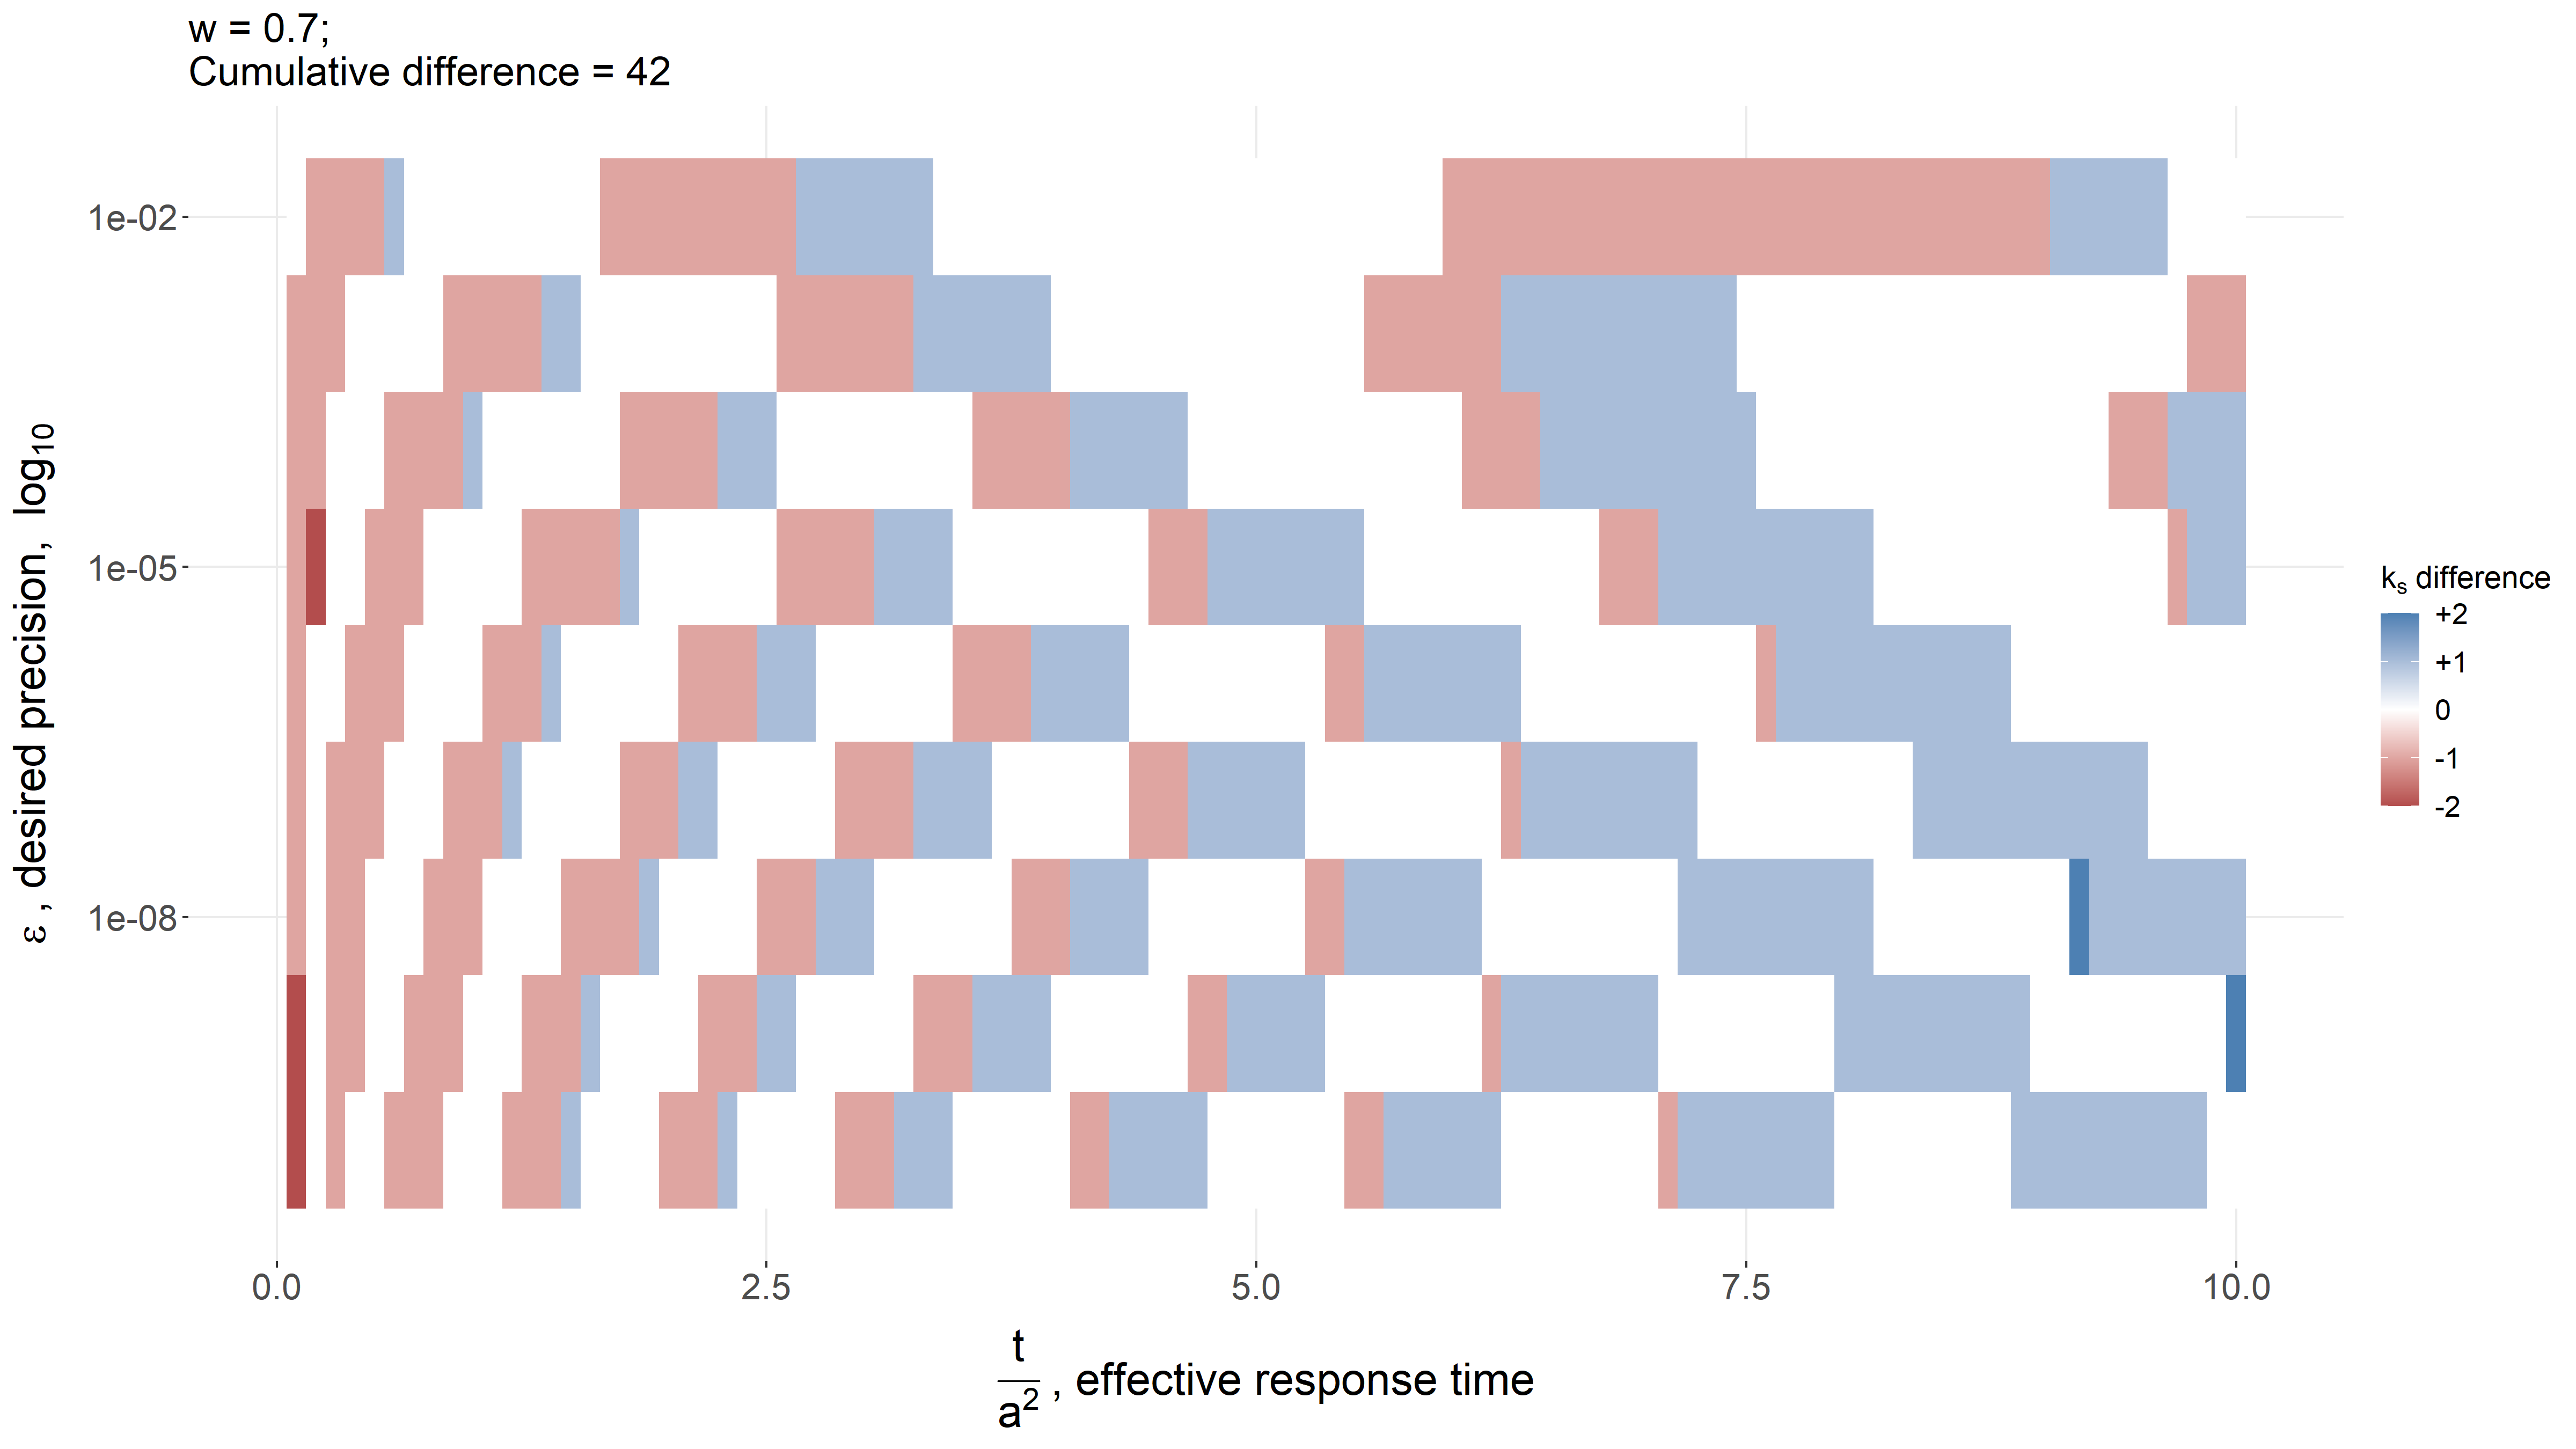 w = 0.7;
Cumulative difference = 42
1e-02
1e-05
1e-08
ε , desired precision, log₁₀
0.0 2.5 5.0 7.5 10.0
t
a² , effective response time
kₛ difference
+2
+1
0
-1
-2